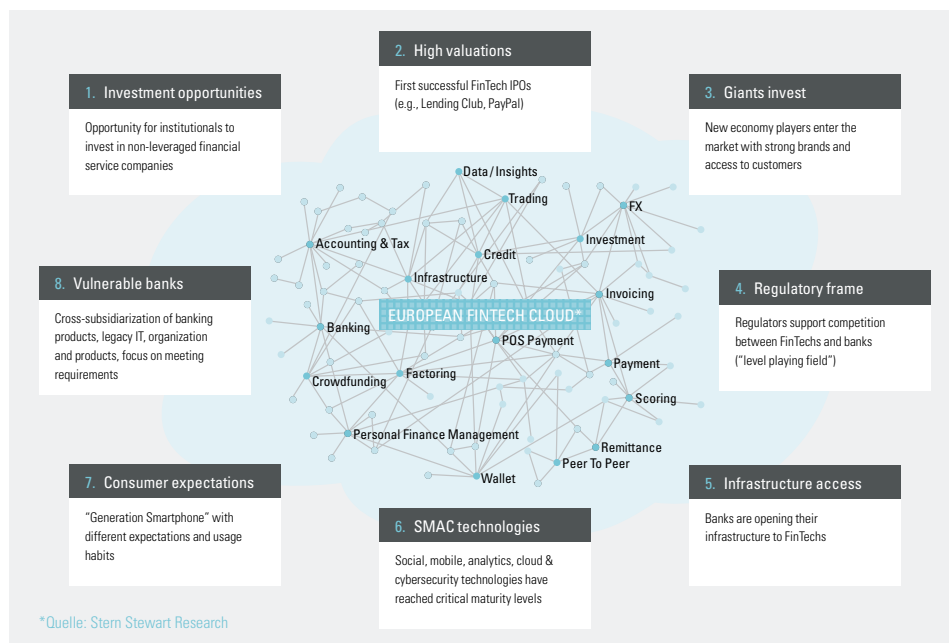 1. Investment opportunities
Opportunity for institutionals to
invest in non-leveraged financial
service companies
2. High valuations
First successful FinTech IPOs
(e.g., Lending Club, PayPal)
3. Giants invest
New economy players enter the
market with strong brands and
access to customers
4. Regulatory frame
Regulators support competition
between FinTechs and banks
("level playing field")
5. Infrastructure access
Banks are opening their
infrastructure to FinTechs
6. SMAC technologies
Social, mobile, analytics, cloud &
cybersecurity technologies have
reached critical maturity levels
7. Consumer expectations
"Generation Smartphone" with
different expectations and usage
habits
8. Vulnerable banks
Cross-subsidiarization of banking
products, legacy IT, organization
and products, focus on meeting
requirements
Data / Insights
Trading
FX
Accounting & Tax
Investment
Credit
Infrastructure
Invoicing
EUROPEAN FINTECH CLOUD*
Banking
POS Payment
Payment
Factoring
Crowdfunding
Scoring
Personal Finance Management
Remittance
Peer To Peer
Wallet
*Quelle: Stern Stewart Research